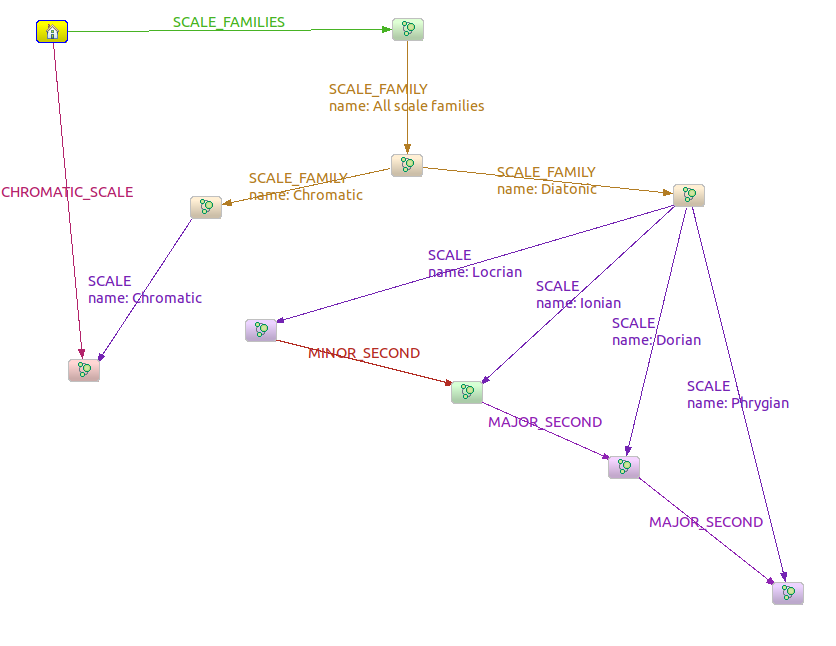 SCALE_FAMILIES
SCALE_FAMILY
name: All scale families
SCALE_FAMILY
name: Chromatic
SCALE_FAMILY
name: Diatonic
CHROMATIC_SCALE
SCALE
name: Locrian
SCALE
name: Chromatic
SCALE
name: Ionian
SCALE
name: Dorian
MINOR_SECOND
SCALE
name: Phrygian
MAJOR_SECOND
MAJOR_SECOND